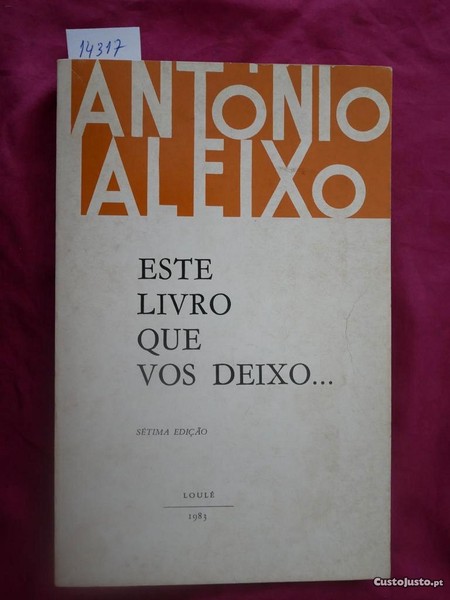 14317
ANTÓNIO
ALEIXO
ESTE
LIVRO
QUE
VOS DEIXO...
SÉTIMA EDIÇÃO
LOULÉ
1983
CustoJusto.pt